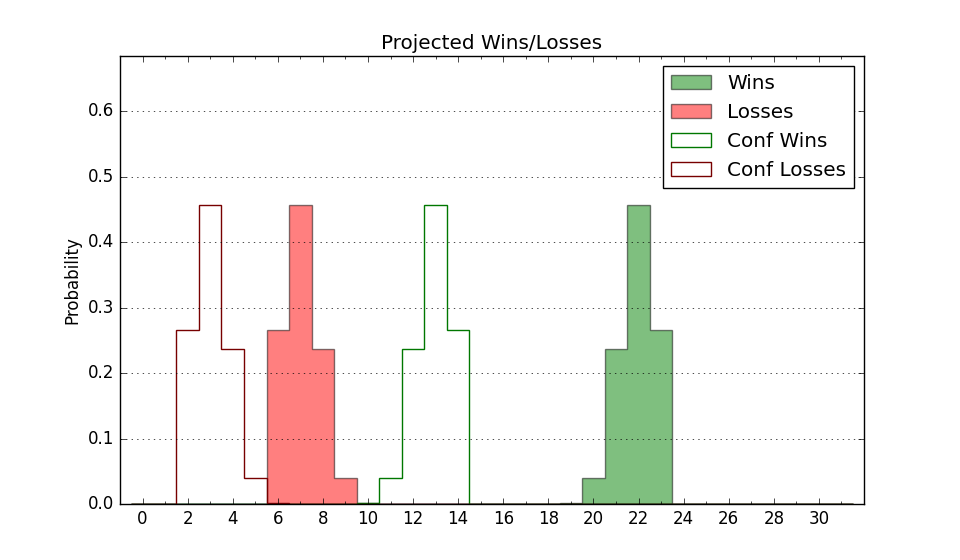 Projected Wins/Losses
Wins
Losses
Conf Wins
Conf Losses
Probability
0.6
0.5
0.4
0.3
0.2
0.1
0.0
0 2 4 6 8 10 12 14 16 18 20 22 24 26 28 30